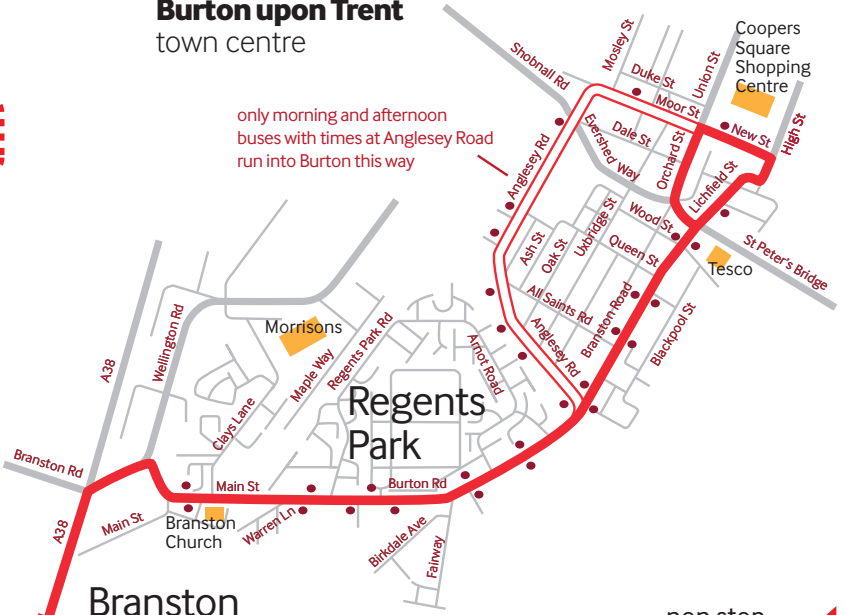 Burton upon Trent
town centre
Coopers
Square
Shopping
Centre
only morning and afternoon
buses with times at Anglesey Road
run into Burton this way
Shobnall Rd
Mosley St
Duke St
Union St
Moor St
New St
High St
Evershed Way
Dale St
Orchard St
Lichfield St
Anglesey Rd
Wood St
Uxbridge St
Queen St
St Peter's Bridge
Tesco
Ash St
Oak St
All Saints Rd
Branston Road
Blackpool St
Anglesey Rd
Arnot Road
A38
Wellington Rd
Morrisons
Maple Way
Regents Park Rd
Clays Lane
Regents
Park
Branston Rd
Main St
Burton Rd
A38
Main St
Branston
Church
Warren Ln
Birkdale Ave
Fairway
Branston